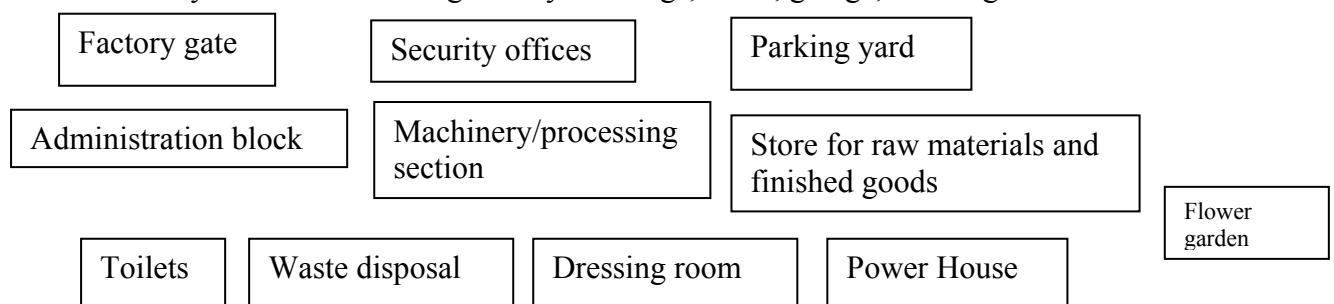 Factory gate
Security offices
Parking yard
Administration block
Machinery/processing
section
Store for raw materials and
finished goods
Flower
garden
Toilets
Waste disposal
Dressing room
Power House